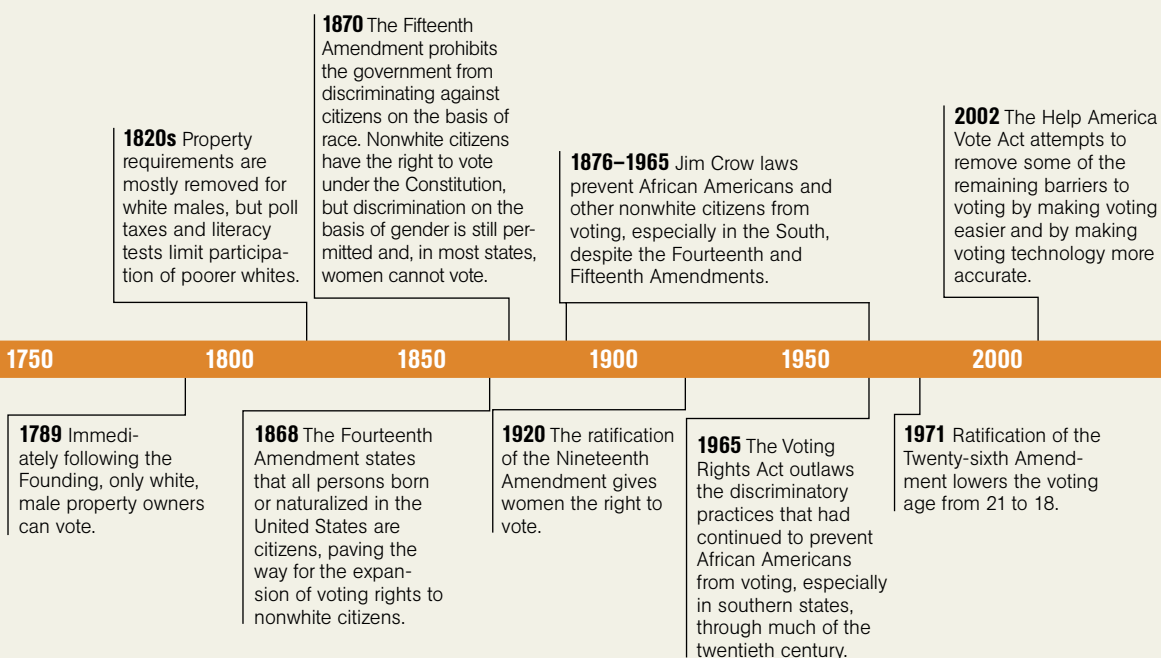 1870 The Fifteenth
Amendment prohibits
the government from
discriminating against
citizens on the basis of
race. Nonwhite citizens
have the right to vote
under the Constitution,
but discrimination on the
basis of gender is still per-
mitted and, in most states,
women cannot vote.
1820s Property
requirements are
mostly removed for
white males, but poll
taxes and literacy
tests limit participa-
tion of poorer whites.
1876–1965 Jim Crow laws
prevent African Americans and
other nonwhite citizens from
voting, especially in the South,
despite the Fourteenth and
Fifteenth Amendments.
2002 The Help America
Vote Act attempts to
remove some of the
remaining barriers to
voting by making voting
easier and by making
voting technology more
accurate.
1750 1800 1850 1900 1950 2000
1789 Immedi-
ately following the
Founding, only white,
male property owners
can vote.
1868 The Fourteenth
Amendment states
that all persons born
or naturalized in the
United States are
citizens, paving the
way for the expan-
sion of voting rights to
nonwhite citizens.
1920 The ratification
of the Nineteenth
Amendment gives
women the right to
vote.
1965 The Voting
Rights Act outlaws
the discriminatory
practices that had
continued to prevent
African Americans
from voting, especially
in southern states,
through much of the
twentieth century.
1971 Ratification of the
Twenty-sixth Amend-
ment lowers the voting
age from 21 to 18.